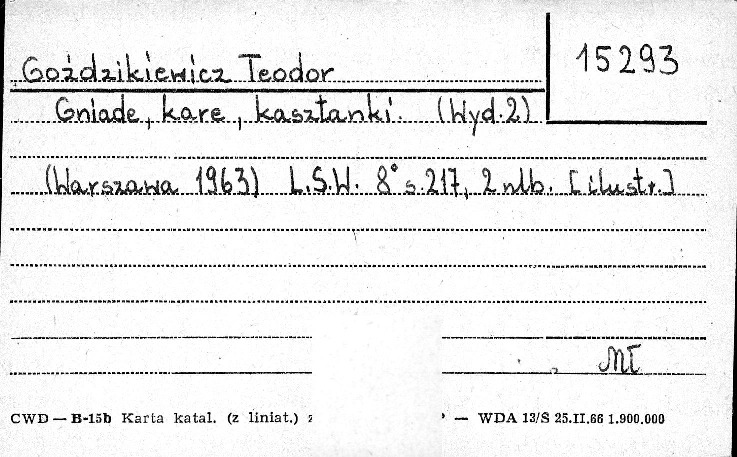 Goździkiewicz Teodor
15293
Gniade, kare, kasztanki. (Wyd.2)
(Warszawa 1963) L.S.W. 8° s.217, 2 nlb. [ilustr.]
CWD — B-15b Karta katal. (z liniat.) — WDA 13/S 25.II.66 1.900.000